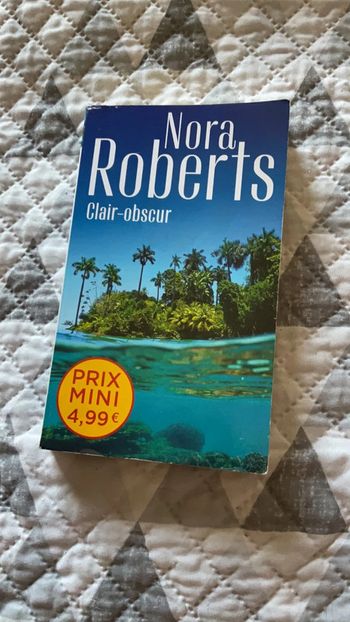 Nora
Roberts
Clair-obscur
PRIX
MINI
4,99€